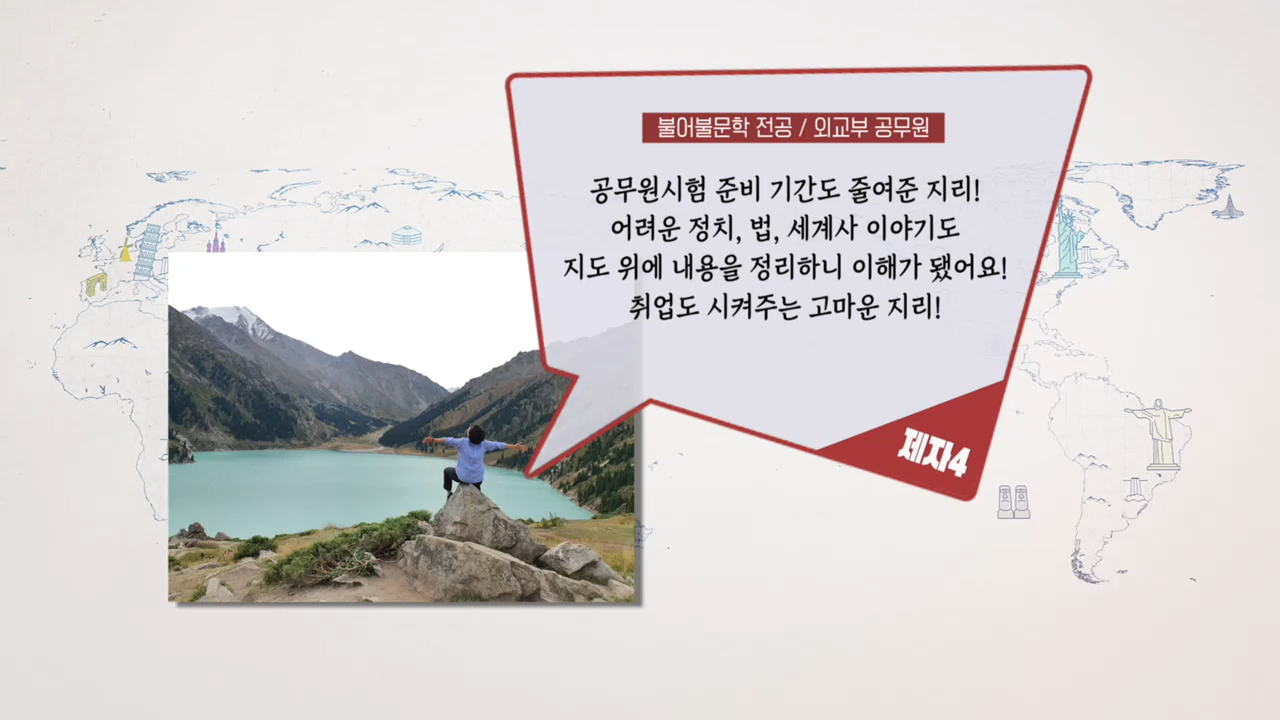 불어불문학 전공 / 외교부 공무원
공무원시험 준비 기간도 줄여준 지리!
어려운 정치, 법, 세계사 이야기도
지도 위에 내용을 정리하니 이해가 됐어요!
취업도 시켜주는 고마운 지리!
제자4